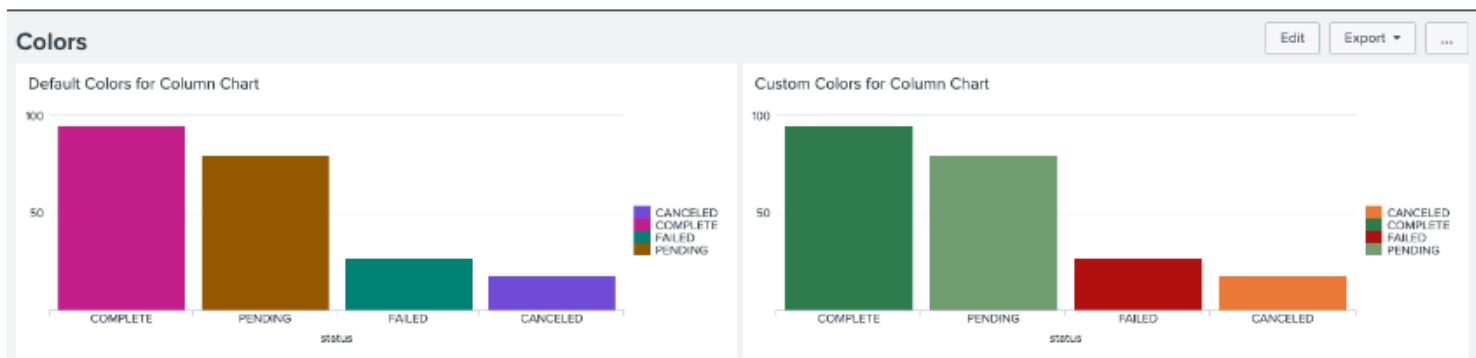 Colors
Edit
Export
...
Default Colors for Column Chart
100
50
COMPLETE
PENDING
FAILED
CANCELED
status
CANCELED
COMPLETE
FAILED
PENDING
Custom Colors for Column Chart
100
50
COMPLETE
PENDING
FAILED
CANCELED
status
CANCELED
COMPLETE
FAILED
PENDING